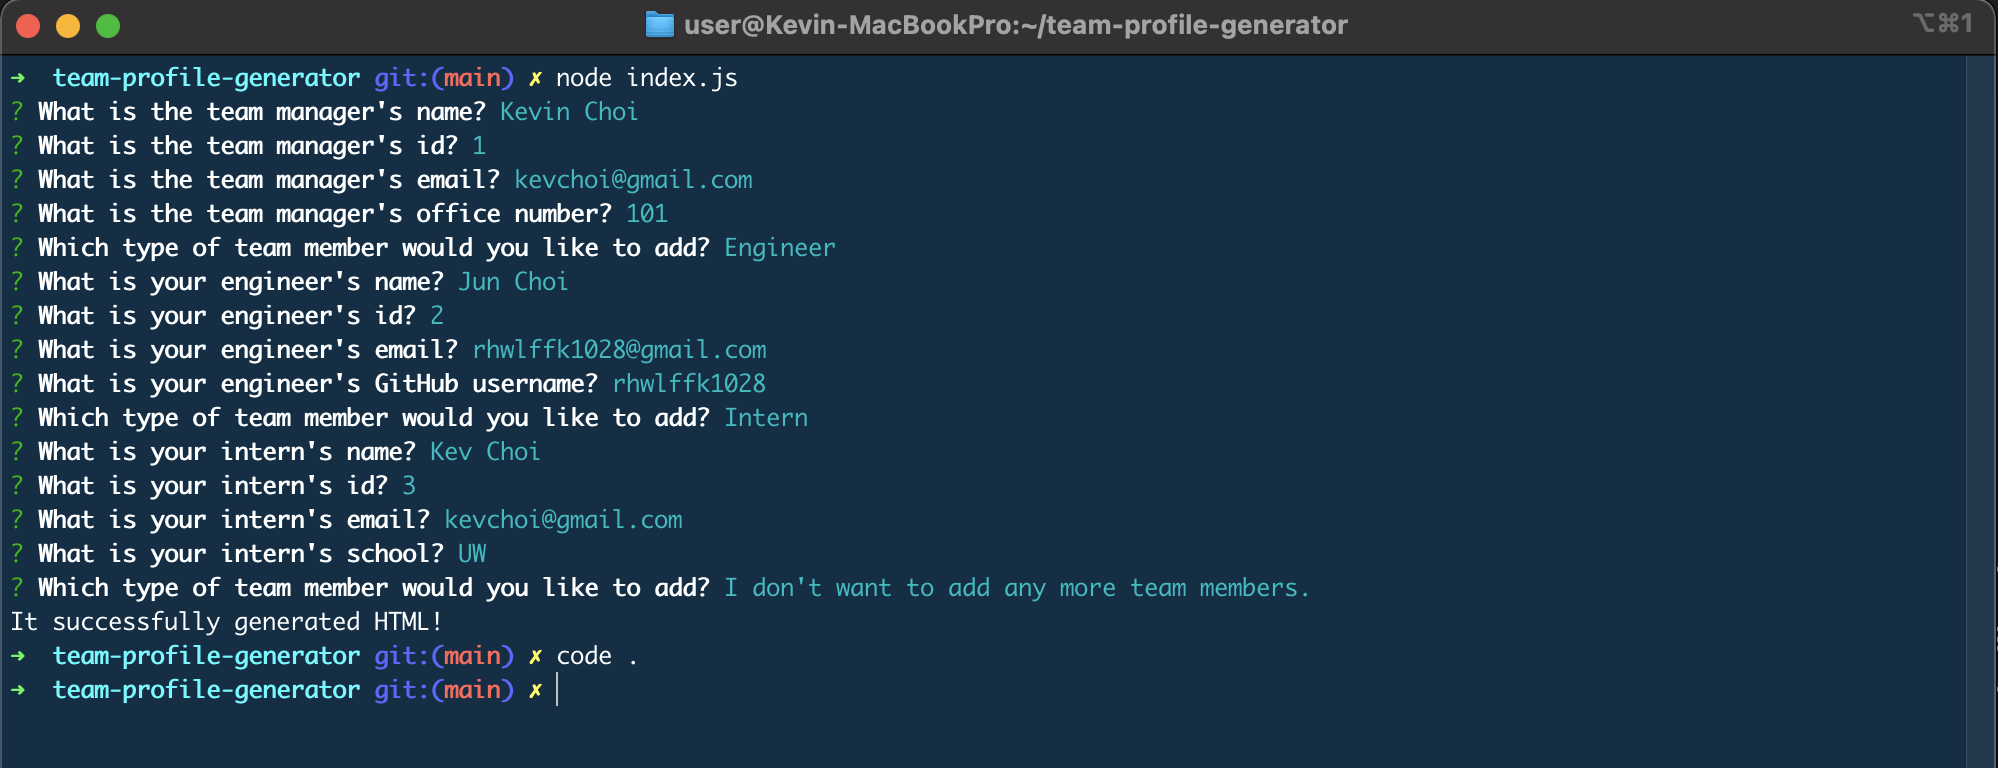 user@Kevin-MacBookPro:~/team-profile-generator ⌥⌘1
➜ team-profile-generator git:(main) ✗ node index.js
? What is the team manager's name? Kevin Choi
? What is the team manager's id? 1
? What is the team manager's email? kevchoi@gmail.com
? What is the team manager's office number? 101
? Which type of team member would you like to add? Engineer
? What is your engineer's name? Jun Choi
? What is your engineer's id? 2
? What is your engineer's email? rhwlffk1028@gmail.com
? What is your engineer's GitHub username? rhwlffk1028
? Which type of team member would you like to add? Intern
? What is your intern's name? Kev Choi
? What is your intern's id? 3
? What is your intern's email? kevchoi@gmail.com
? What is your intern's school? UW
? Which type of team member would you like to add? I don't want to add any more team members.
It successfully generated HTML!
➜ team-profile-generator git:(main) ✗ code .
➜ team-profile-generator git:(main) ✗